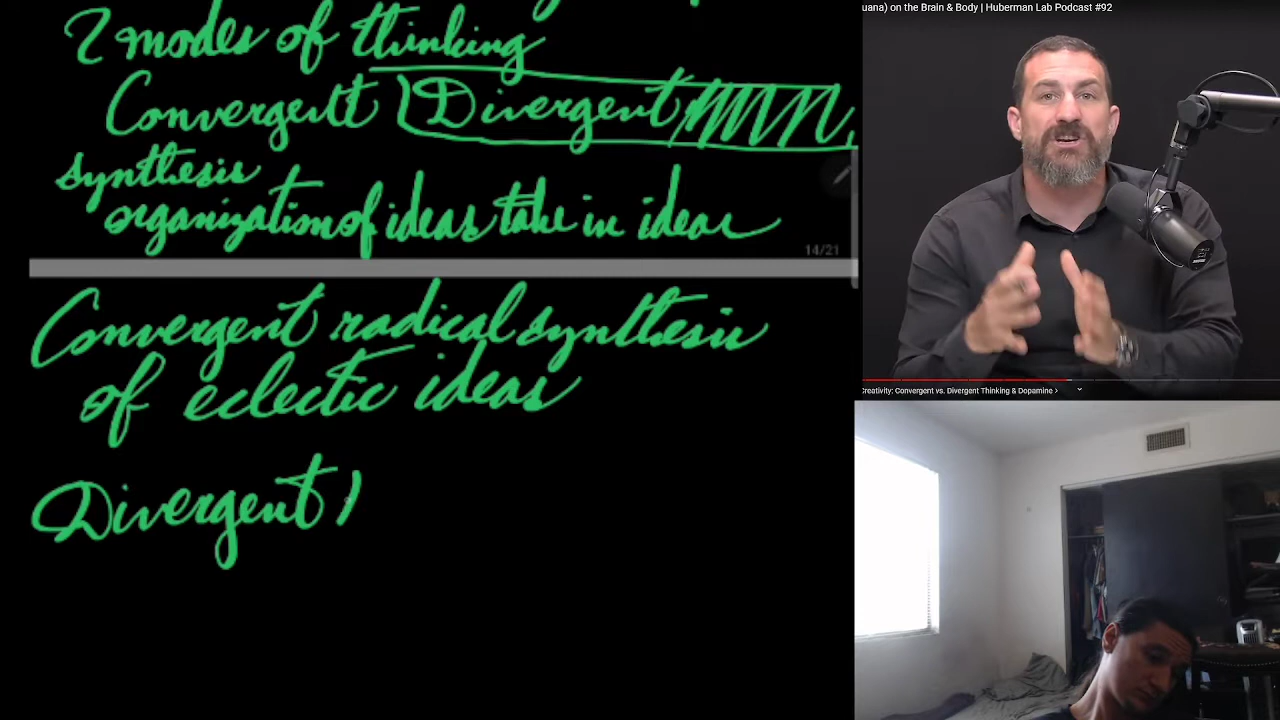 2 modes of thinking
Convergent Divergent
synthesis
organization of ideas take in ideas
14/21
Convergent radical synthesis
of eclectic ideas
Divergent
uana) on the Brain & Body | Huberman Lab Podcast #92
Creativity: Convergent vs. Divergent Thinking & Dopamine >